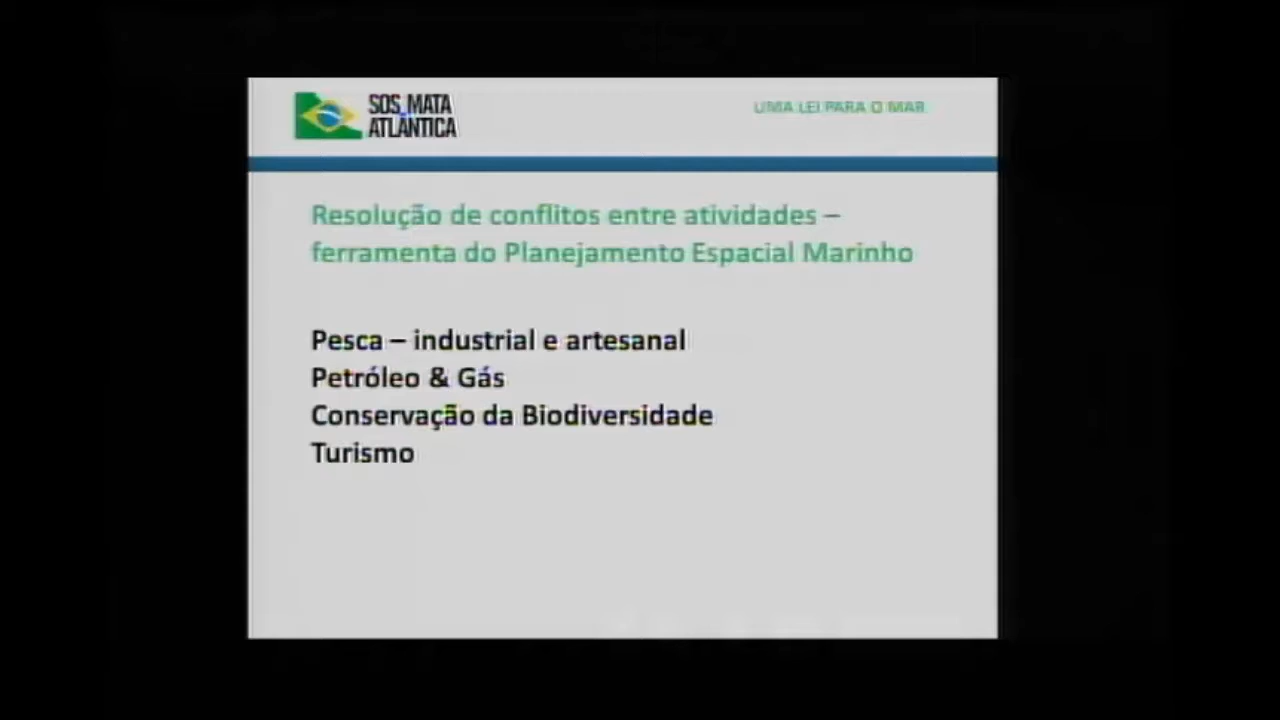 SOS MATA
ATLÂNTICA
UMA LEI PARA O MAR
Resolução de conflitos entre atividades –
ferramenta do Planejamento Espacial Marinho
Pesca – industrial e artesanal
Petróleo & Gás
Conservação da Biodiversidade
Turismo